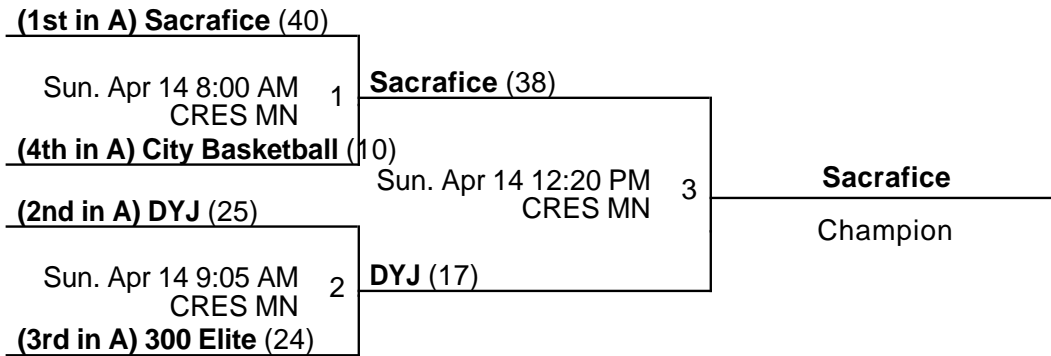 (1st in A) Sacrafice (40)
Sun. Apr 14 8:00 AM
CRES MN
1
Sacrafice (38)
(4th in A) City Basketball (10)
Sun. Apr 14 12:20 PM
CRES MN
3
Sacrafice
Champion
(2nd in A) DYJ (25)
Sun. Apr 14 9:05 AM
CRES MN
2
DYJ (17)
(3rd in A) 300 Elite (24)